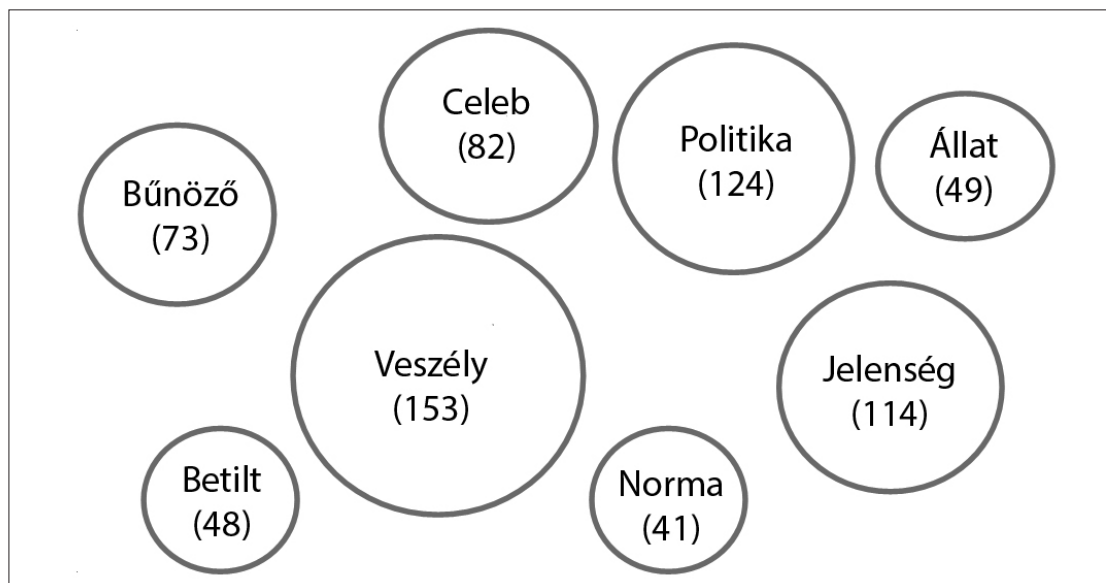 Celeb
(82)
Politika
(124)
Állat
(49)
Bűnöző
(73)
Veszély
(153)
Jelenség
(114)
Betilt
(48)
Norma
(41)